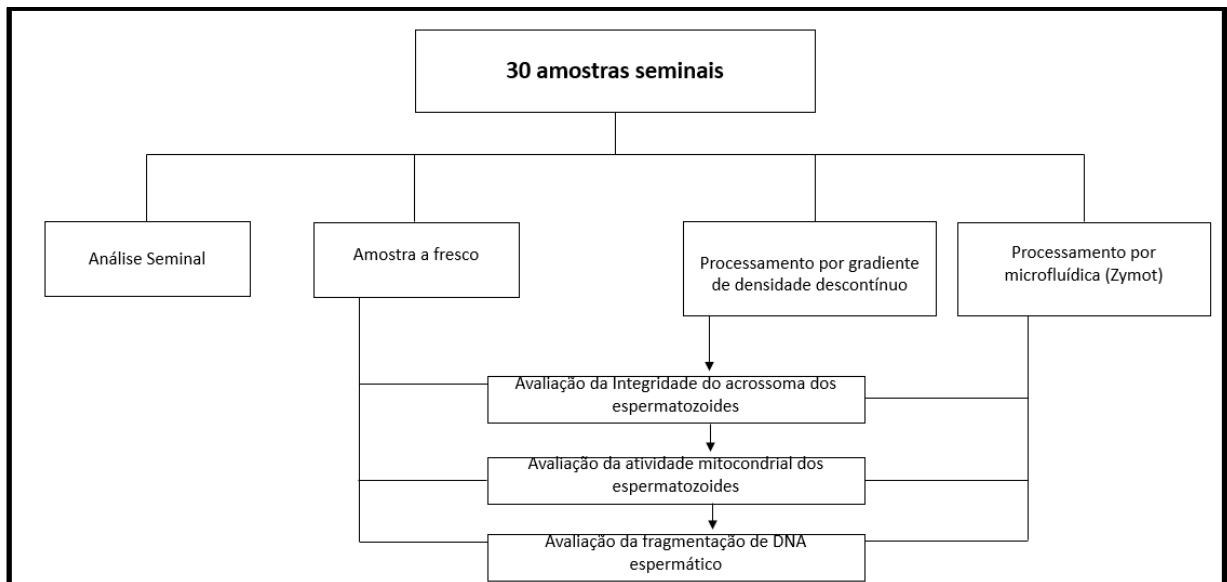 30 amostras seminais
Análise Seminal
Amostra a fresco
Processamento por gradiente
de densidade descontínuo
Processamento por
microfluídica (Zymot)
Avaliação da Integridade do acrossoma dos
espermatozoides
Avaliação da atividade mitocondrial dos
espermatozoides
Avaliação da fragmentação de DNA
espermático